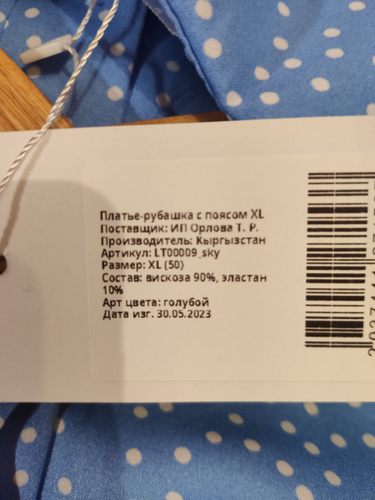 Платье-рубашка с поясом XL
Поставщик: ИП Орлова Т. Р.
Производитель: Кыргызстан
Артикул: LT00009_sky
Размер: XL (50)
Состав: вискоза 90%, эластан
10%
Арт цвета: голубой
Дата изг. 30.05.2023